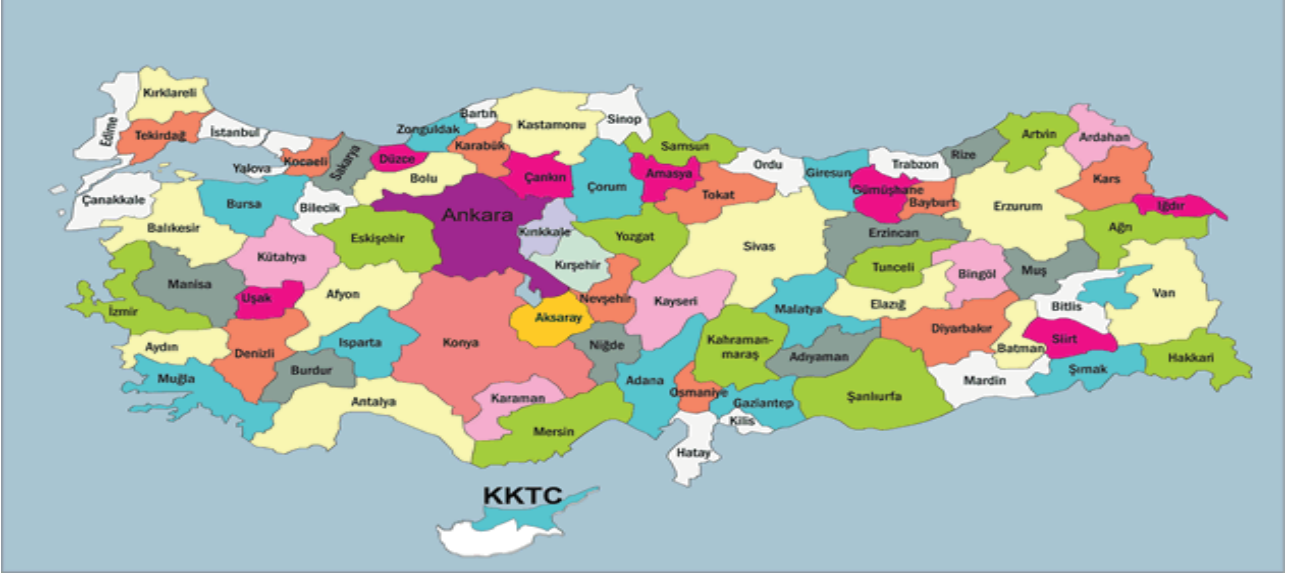 Kırklareli
Edirne
Tekirdağ
İstanbul
Yalova
Kocaeli
Sakarya
Düzce
Zonguldak
Bartın
Karabük
Kastamonu
Sinop
Bolu
Çankırı
Samsun
Çorum
Amasya
Tokat
Ordu
Giresun
Trabzon
Gümüşhane
Bayburt
Rize
Artvin
Ardahan
Kars
Iğdır
Çanakkale
Balıkesir
Bursa
Bilecik
Eskişehir
Ankara
Kırıkkale
Kırşehir
Yozgat
Sivas
Erzincan
Erzurum
Ağrı
Kütahya
Manisa
Uşak
Afyon
İzmir
Aksaray
Nevşehir
Kayseri
Malatya
Tunceli
Elazığ
Bingöl
Muş
Bitlis
Van
Aydın
Denizli
Isparta
Burdur
Konya
Niğde
Kahraman-
maraş
Adıyaman
Diyarbakır
Batman
Siirt
Şırnak
Hakkari
Muğla
Antalya
Karaman
Mersin
Adana
Osmaniye
Gaziantep
Kilis
Şanlıurfa
Mardin
Hatay
KKTC